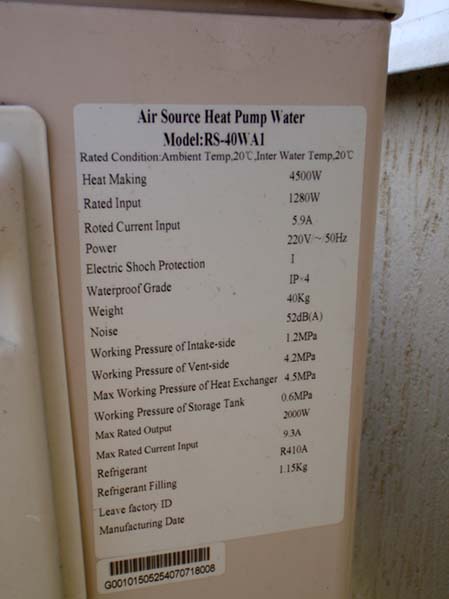 Air Source Heat Pump Water
Model:RS-40WA1
Rated Condition:Ambient Temp,20℃,Inter Water Temp,20℃
Heat Making 4500W
Rated Input 1280W
Roted Current Input 5.9A
Power 220V～/50Hz
Electric Shoch Protection I
Waterproof Grade IP×4
Weight 40Kg
Noise 52dB(A)
Working Pressure of Intake-side 1.2MPa
Working Pressure of Vent-side 4.2MPa
Max Working Pressure of Heat Exchanger 4.5MPa
Working Pressure of Storage Tank 0.6MPa
Max Rated Output 2000W
Max Rated Current Input 9.3A
Refrigerant R410A
Refrigerant Filling 1.15Kg
Leave factory ID
Manufacturing Date
G00101505254070718008